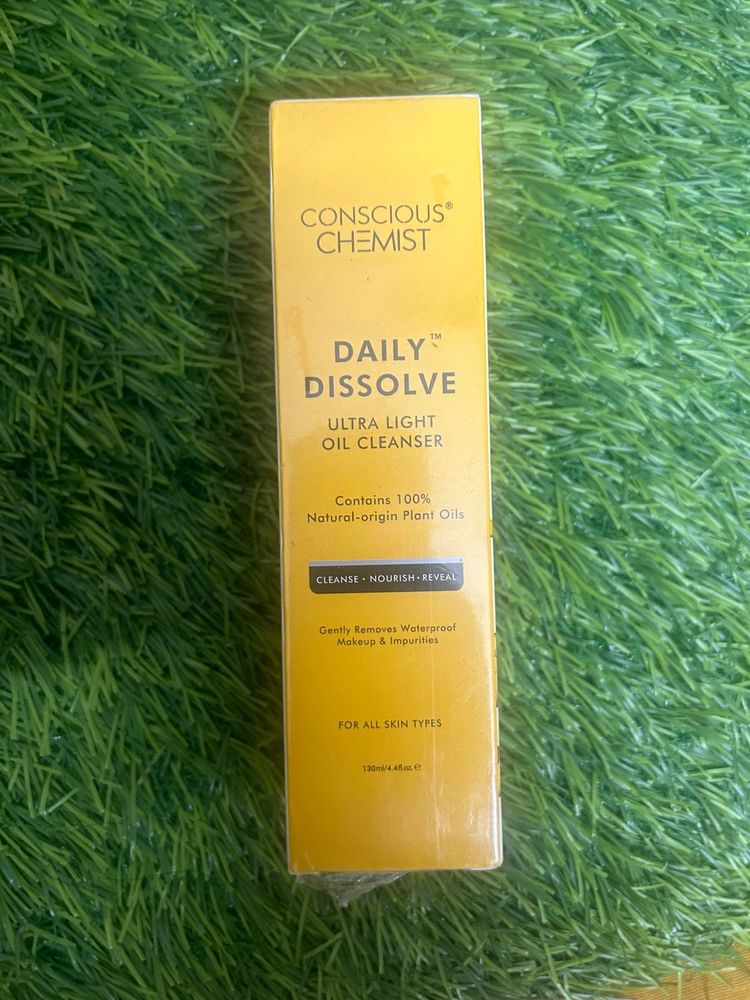 CONSCIOUS®
CHEMIST
DAILY™
DISSOLVE
ULTRA LIGHT
OIL CLEANSER
Contains 100%
Natural-origin Plant Oils
CLEANSE • NOURISH • REVEAL
Gently Removes Waterproof
Makeup & Impurities
FOR ALL SKIN TYPES
130ml/4.4fl.oz. ℮